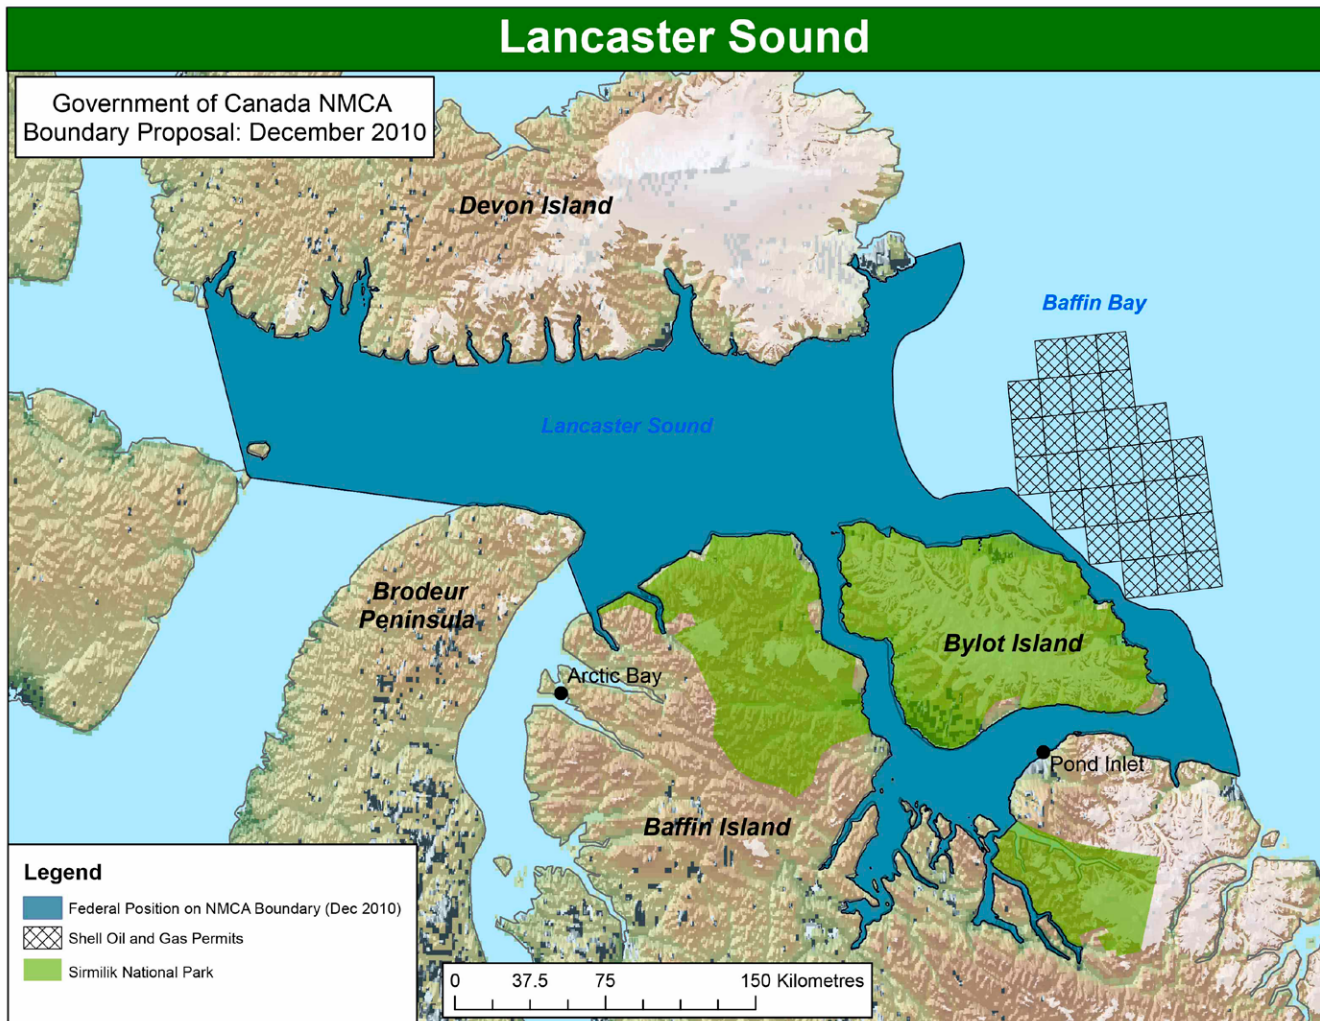 Lancaster Sound
Government of Canada NMCA
Boundary Proposal: December 2010
Devon Island
Baffin Bay
Lancaster Sound
Brodeur
Peninsula
Bylot Island
Arctic Bay
Pond Inlet
Baffin Island
Legend
Federal Position on NMCA Boundary (Dec 2010)
Shell Oil and Gas Permits
Sirmilik National Park
0 37.5 75 150 Kilometres